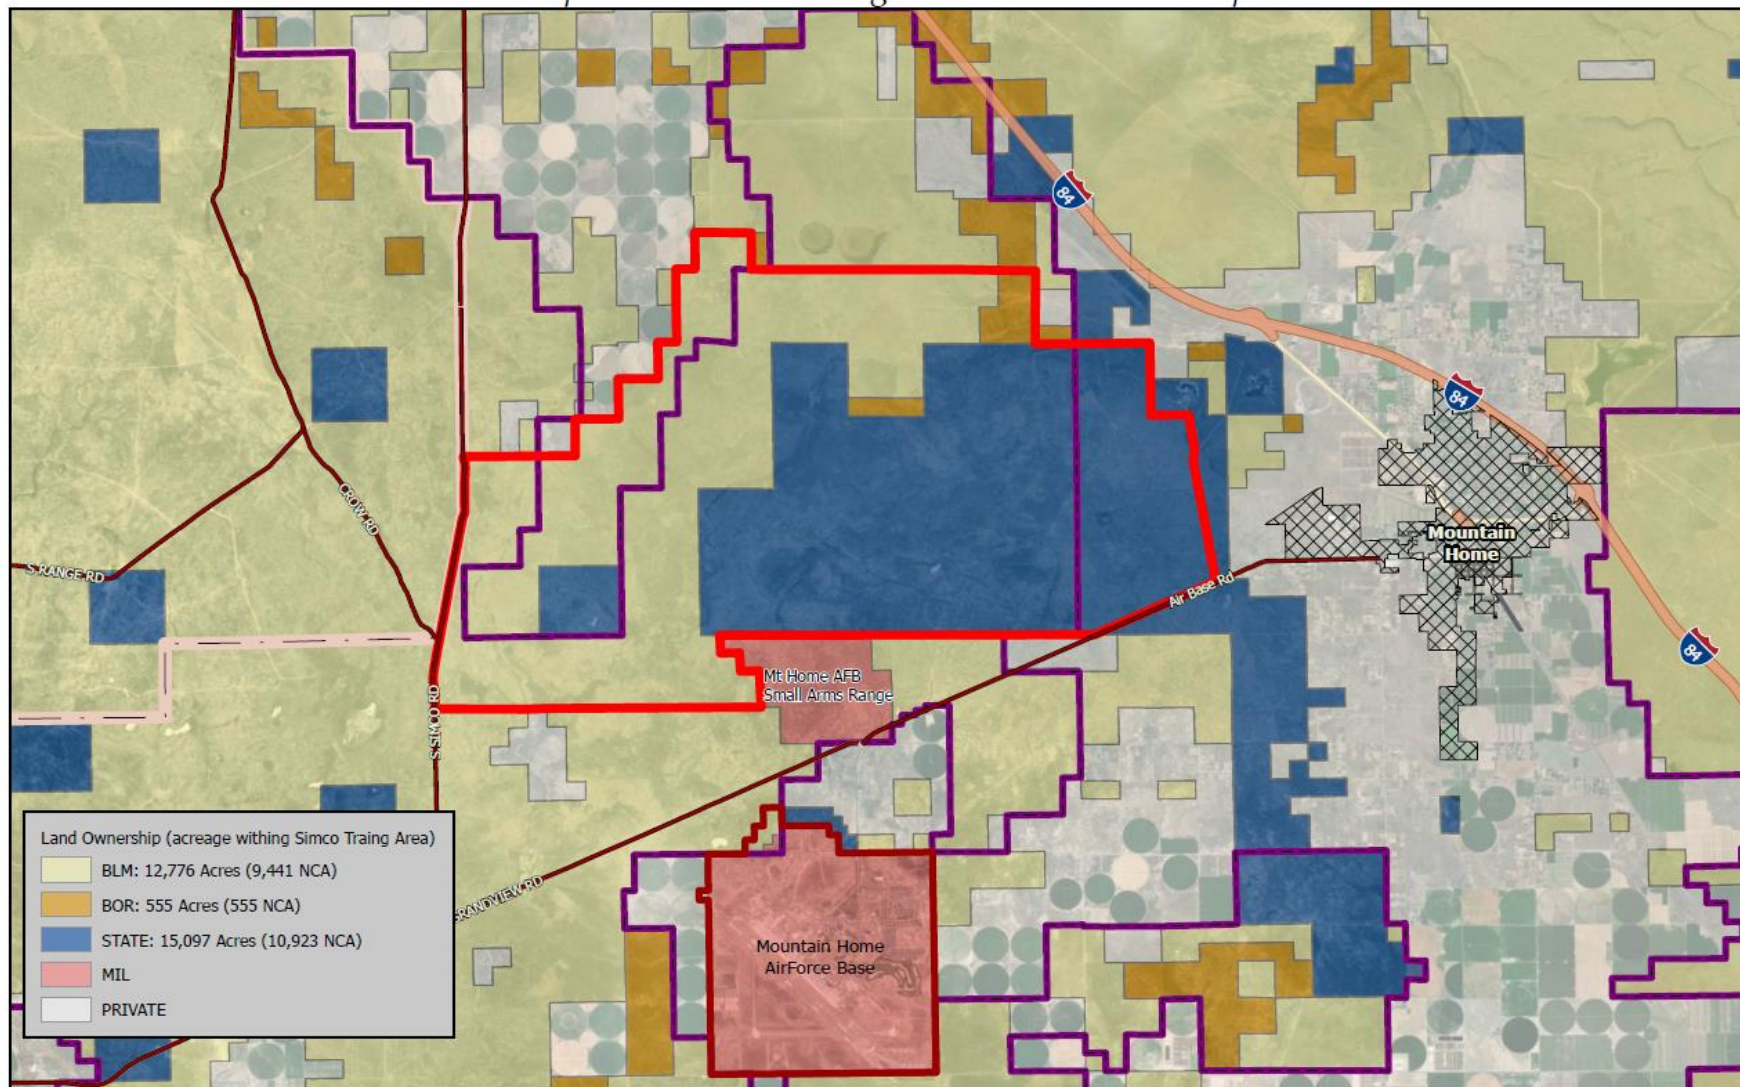 84
84
84
CROW RD
S RANGE RD
Mountain
Home
Air Base Rd
Mt Home AFB
Small Arms Range
S SIMCO RD
Land Ownership (acreage withing Simco Traing Area)
BLM: 12,776 Acres (9,441 NCA)
BOR: 555 Acres (555 NCA)
STATE: 15,097 Acres (10,923 NCA)
MIL
PRIVATE
GRANDVIEW RD
Mountain Home
AirForce Base